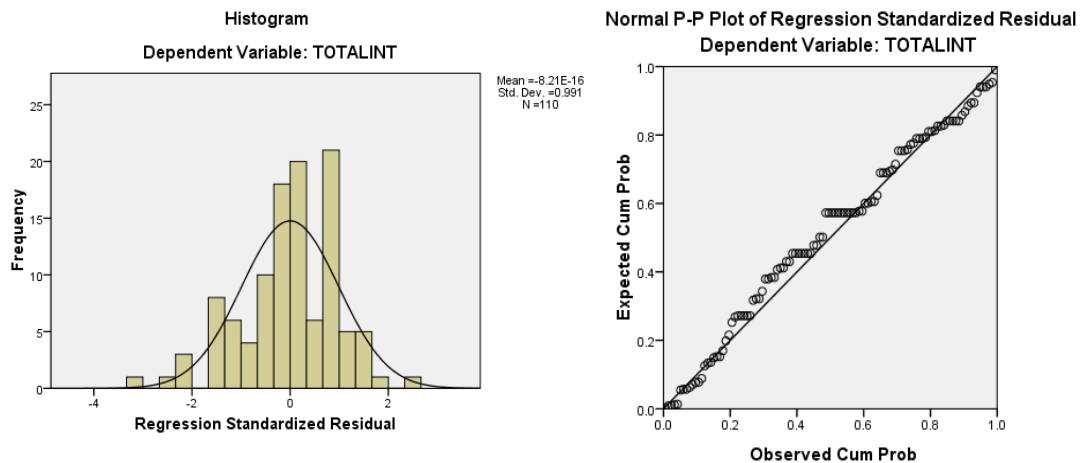 Histogram
Dependent Variable: TOTALINT
Mean =-8.21E-16
Std. Dev. =0.991
N =110
Frequency
25
20
15
10
5
0
-4
-2
0
2
Regression Standardized Residual
Normal P-P Plot of Regression Standardized Residual
Dependent Variable: TOTALINT
Expected Cum Prob
1.0
0.8
0.6
0.4
0.2
0.0
0.0
0.2
0.4
0.6
0.8
1.0
Observed Cum Prob